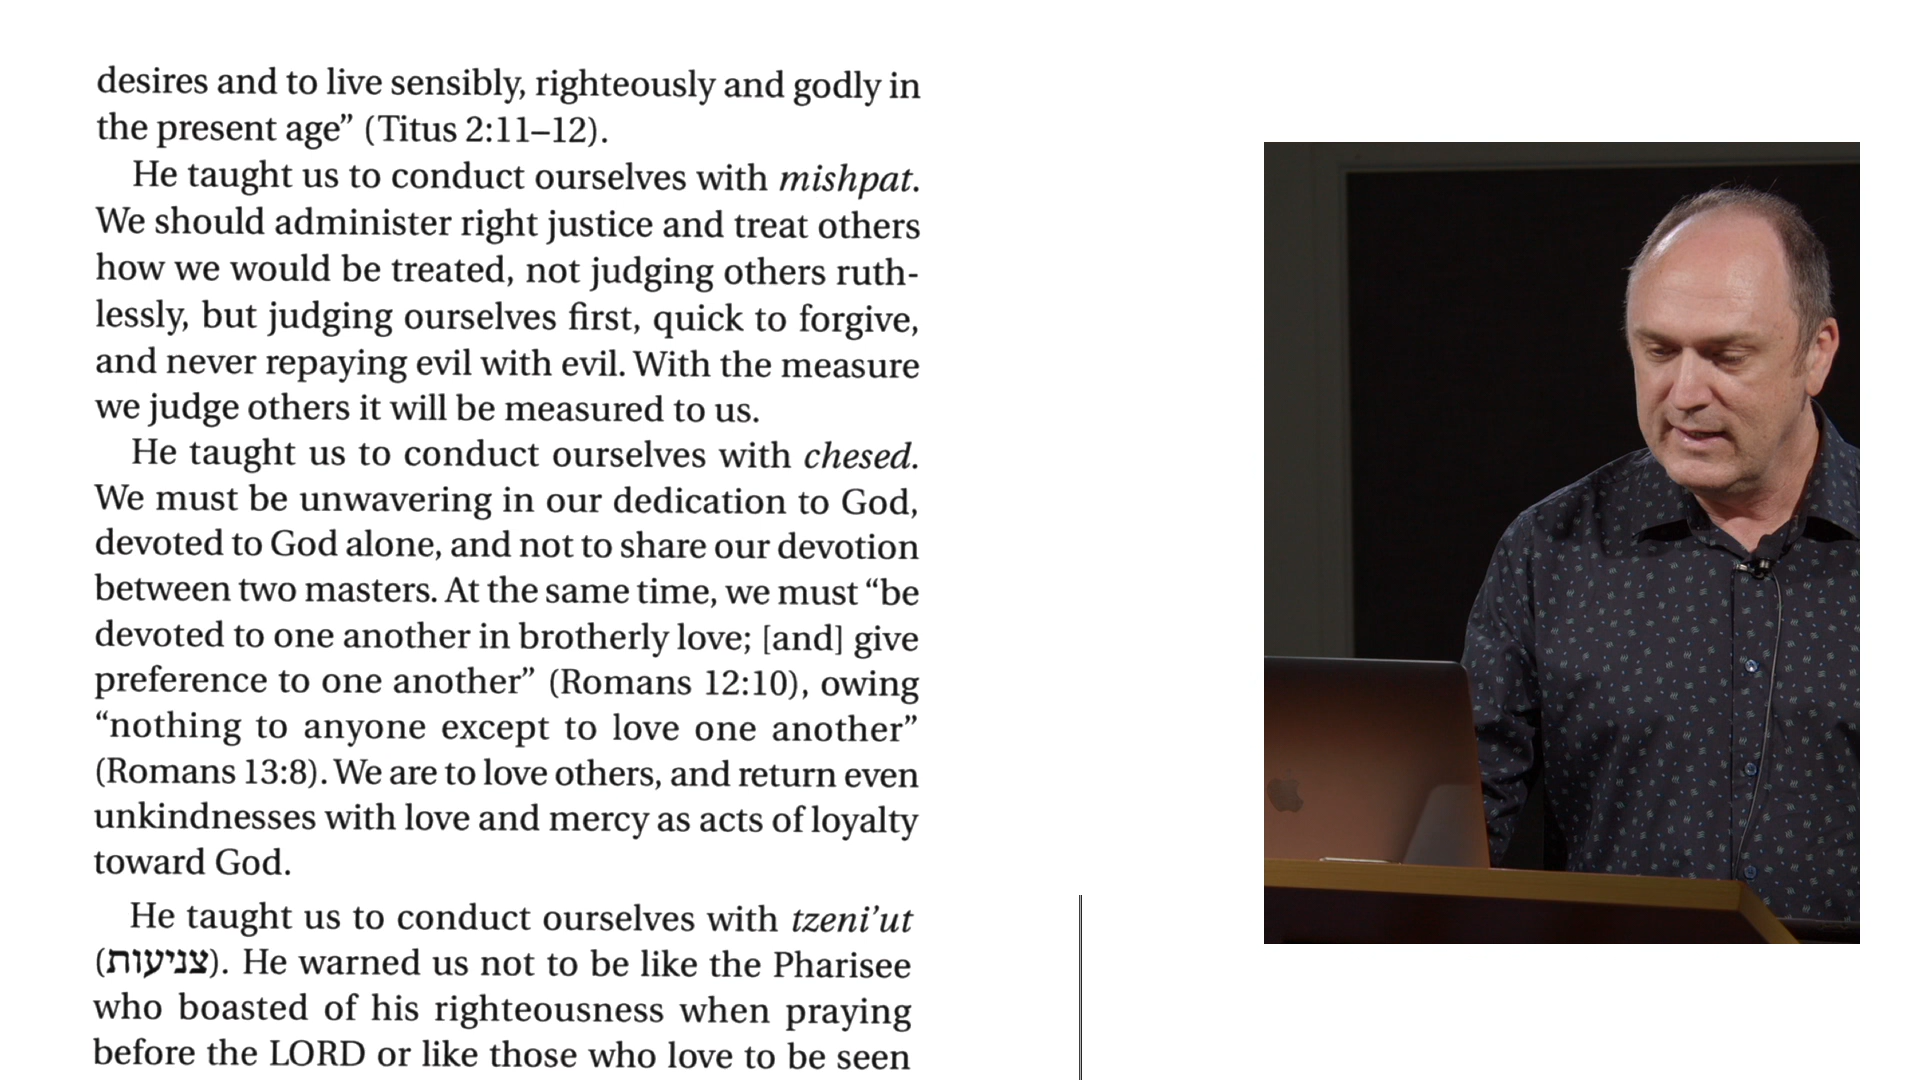 desires and to live sensibly, righteously and godly in
the present age” (Titus 2:11–12).
He taught us to conduct ourselves with mishpat.
We should administer right justice and treat others
how we would be treated, not judging others ruth-
lessly, but judging ourselves first, quick to forgive,
and never repaying evil with evil. With the measure
we judge others it will be measured to us.
He taught us to conduct ourselves with chesed.
We must be unwavering in our dedication to God,
devoted to God alone, and not to share our devotion
between two masters. At the same time, we must “be
devoted to one another in brotherly love; [and] give
preference to one another” (Romans 12:10), owing
“nothing to anyone except to love one another”
(Romans 13:8). We are to love others, and return even
unkindnesses with love and mercy as acts of loyalty
toward God.
He taught us to conduct ourselves with tzeni’ut
(צניעות). He warned us not to be like the Pharisee
who boasted of his righteousness when praying
before the LORD or like those who love to be seen